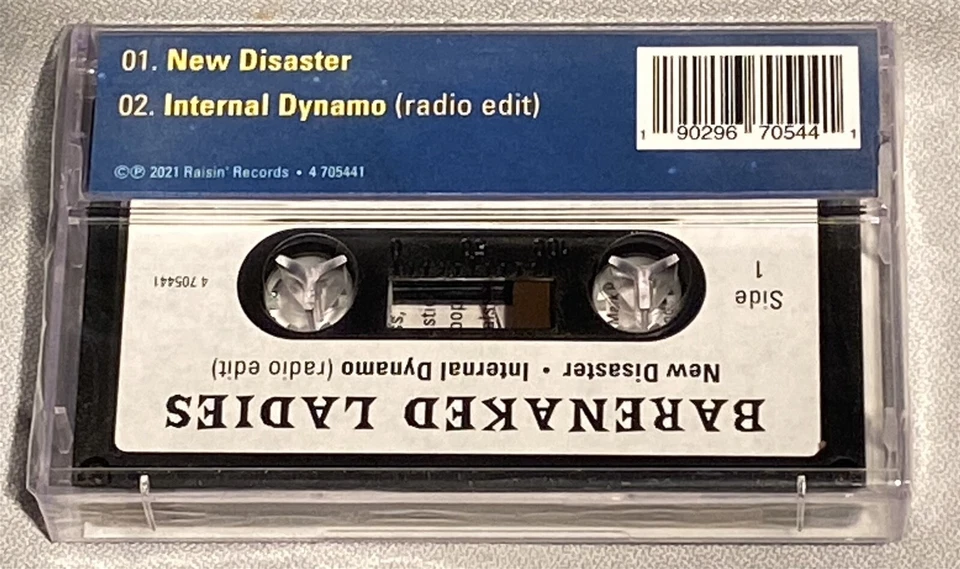 01. New Disaster
02. Internal Dynamo (radio edit)
©℗ 2021 Raisin' Records • 4 705441
1 90296 70544 1
BARENAKED LADIES
New Disaster • Internal Dynamo (radio edit)
Side
1
4 705441